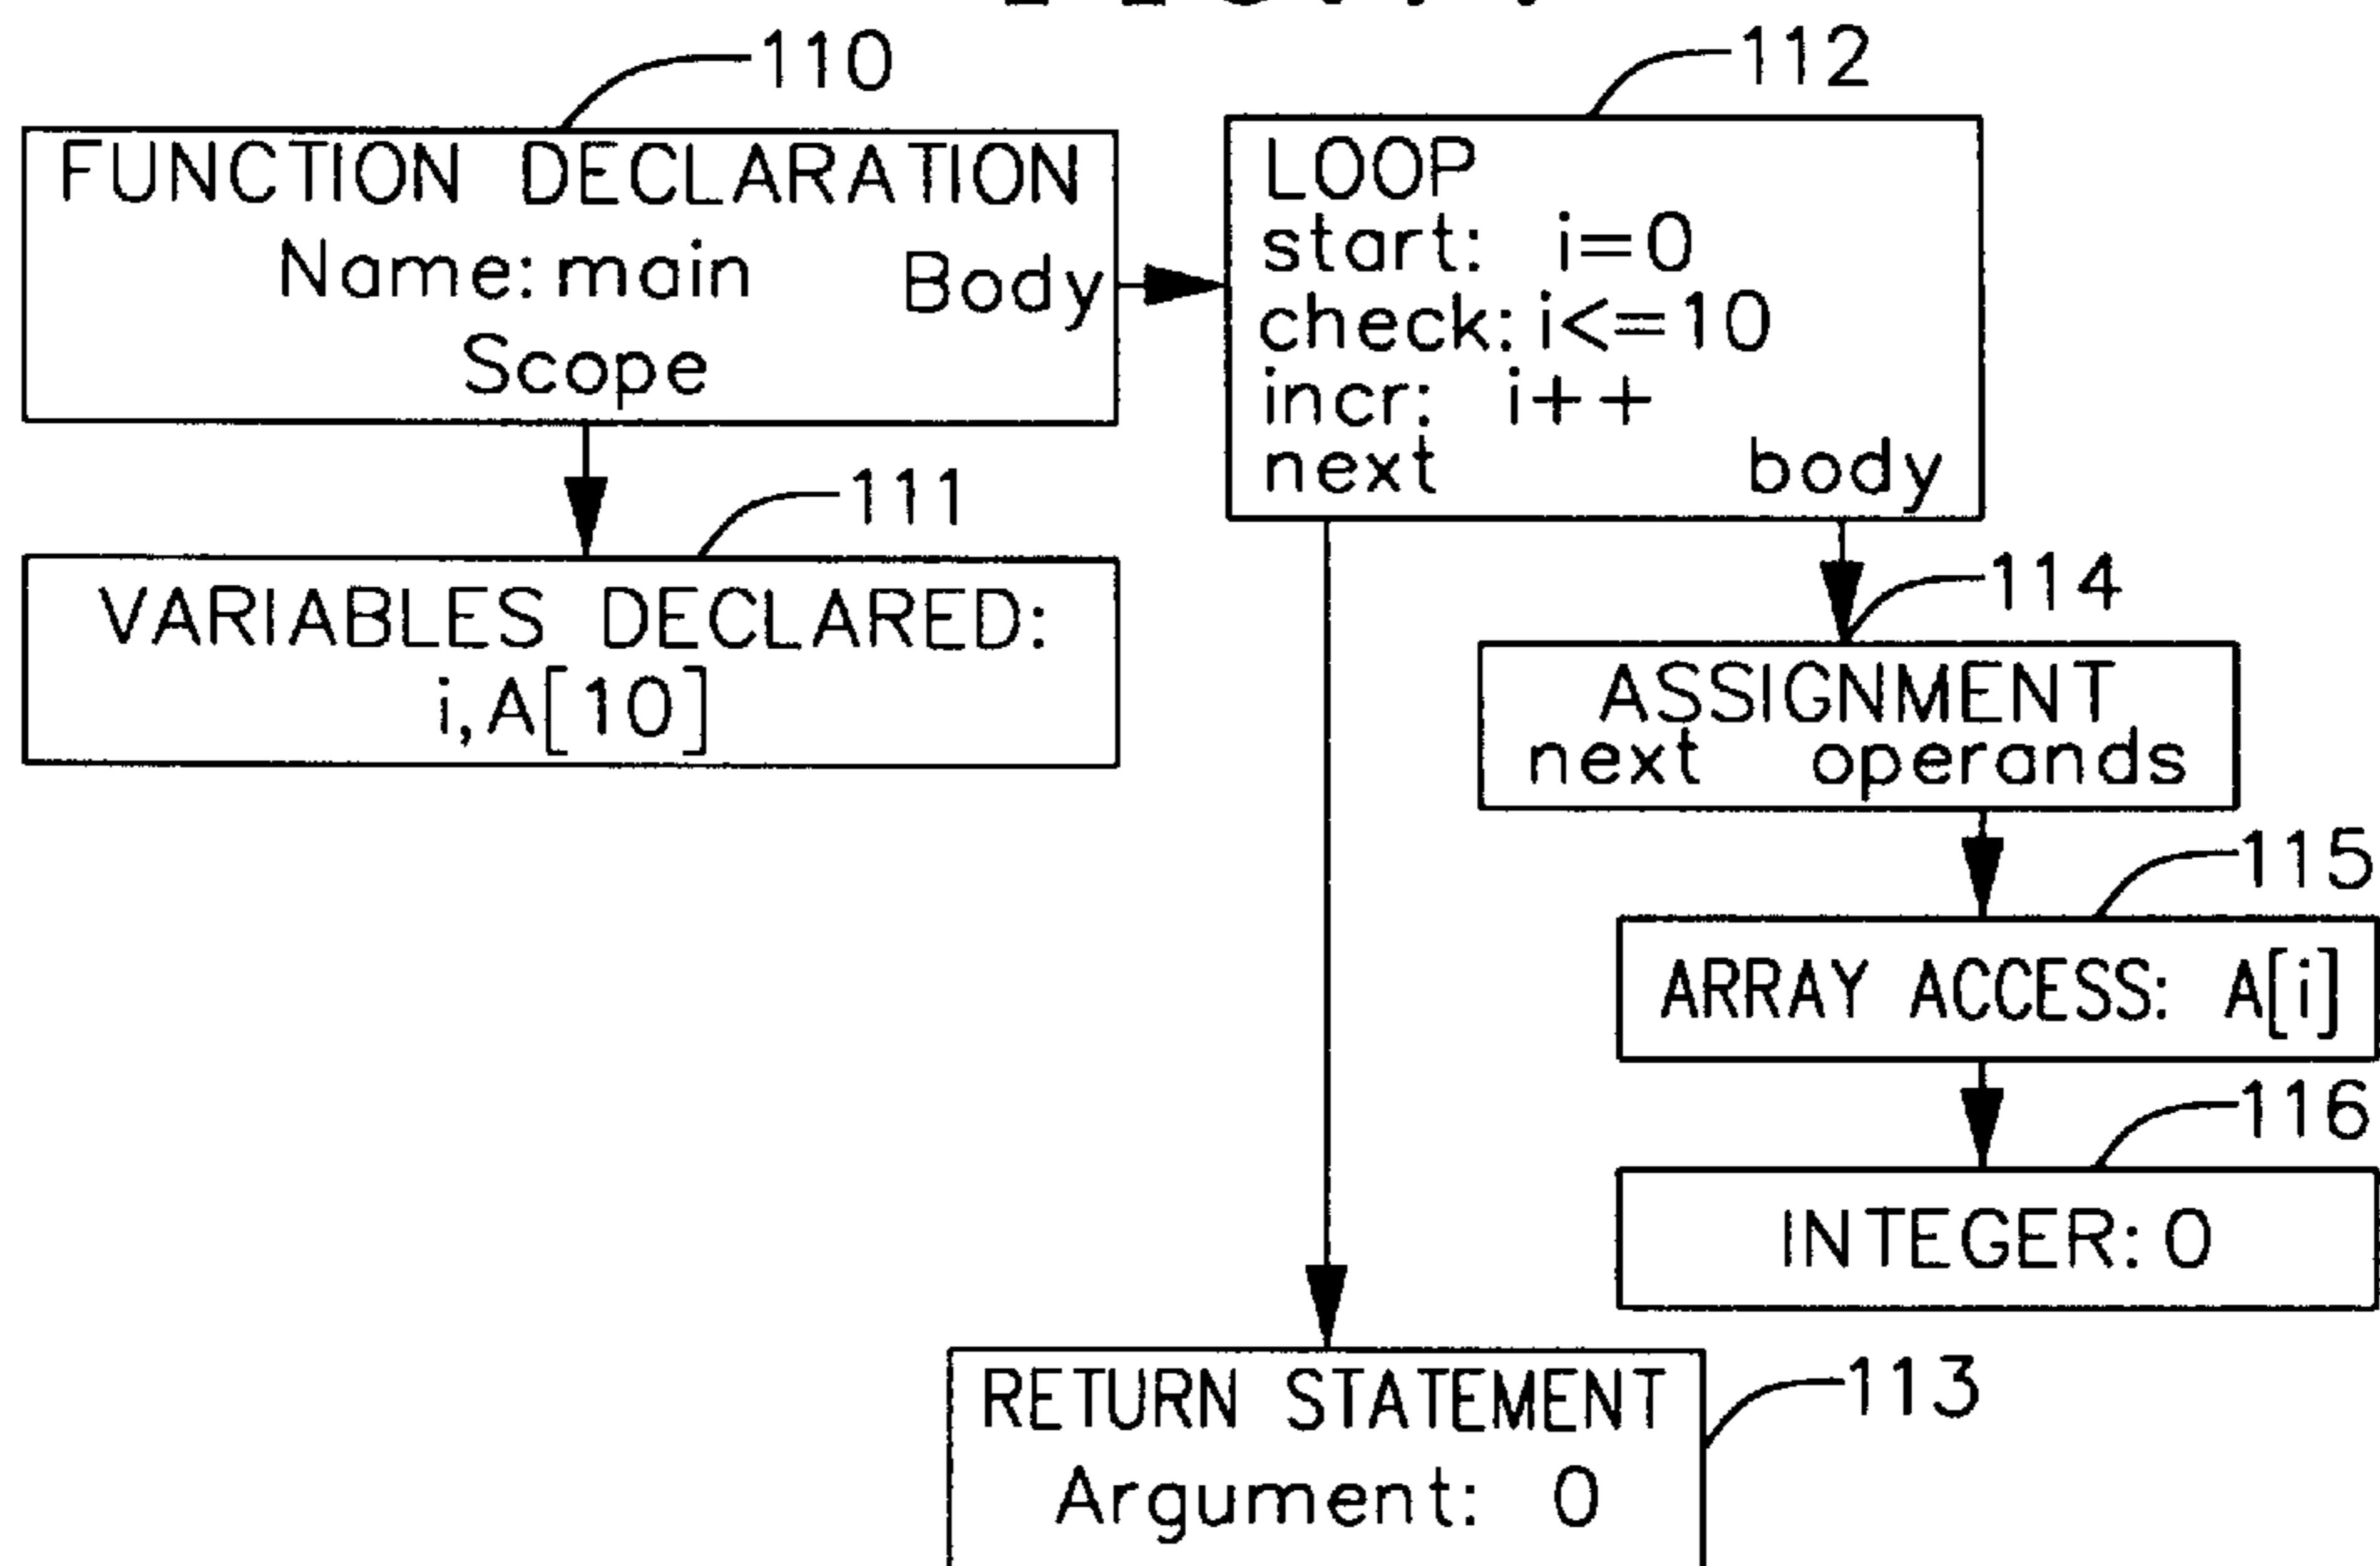 110
FUNCTION DECLARATION
Name: main
Body
Scope
111
VARIABLES DECLARED:
i, A[10]
112
LOOP
start: i=0
check: i<=10
incr: i++
next body
114
ASSIGNMENT
next operands
115
ARRAY ACCESS: A[i]
116
INTEGER: 0
113
RETURN STATEMENT
Argument: 0